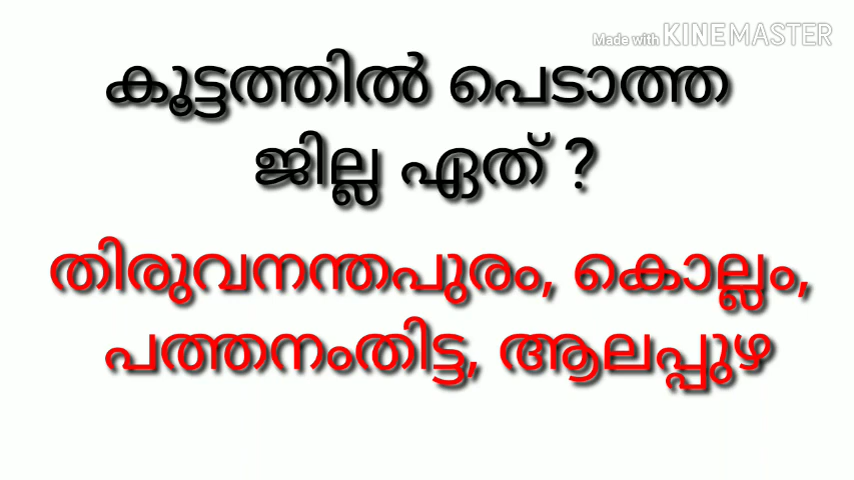 Made with KINEMASTER
കൂട്ടത്തിൽ പെടാത്ത
ജില്ല ഏത് ?
തിരുവനന്തപുരം, കൊല്ലം,
പത്തനംതിട്ട, ആലപ്പുഴ